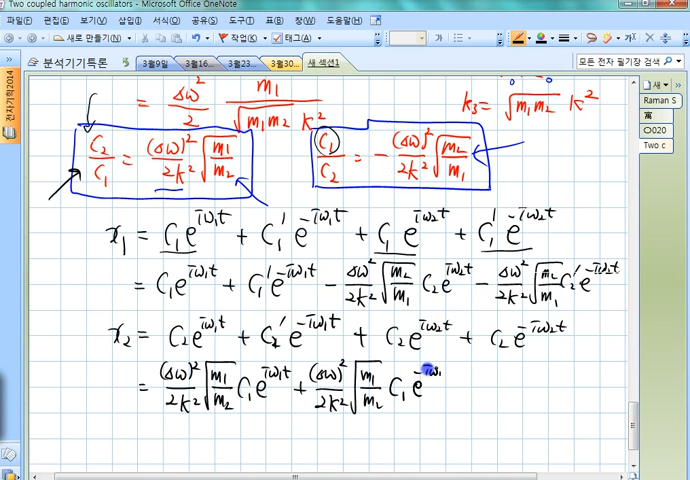 Two coupled harmonic oscillators - Microsoft Office OneNote
파일(F) 편집(E) 보기(V) 삽입(I) 서식(O) 공유(S) 도구(T) 표(A) 창(W) 도움말(H)
새로 만들기(W) 작업(K) 태그(A)
분석기기특론 3월9일 3월16... 3월23... 3월30... 새 섹션1 모든 전자 필기장 검색(Ctrl+E)
전자기학2014
새
Raman S
富
〇020
Two c
= Δω²/2 m₁/(√(m₁m₂) K²) k₃ = √(m₁m₂) K²
C₂/C₁ = (Δω)²/2K² √(m₁/m₂) C₁/C₂ = - (Δω)²/2K² √(m₂/m₁)
x₁ = C₁e^{iω₁t} + C₁'e^{-iω₁t} + C₁e^{iω₂t} + C₁'e^{-iω₂t}
= C₁e^{iω₁t} + C₁'e^{-iω₁t} - Δω²/2K² √(m₂/m₁) C₂e^{iω₂t} - Δω²/2K² √(m₂/m₁) C₂'e^{-iω₂t}
x₂ = C₂e^{iω₁t} + C₂'e^{-iω₁t} + C₂e^{iω₂t} + C₂e^{-iω₂t}
= (Δω)²/2K² √(m₁/m₂) C₁e^{iω₁t} + (Δω)²/2K² √(m₁/m₂) C₁e^{-iω₁}